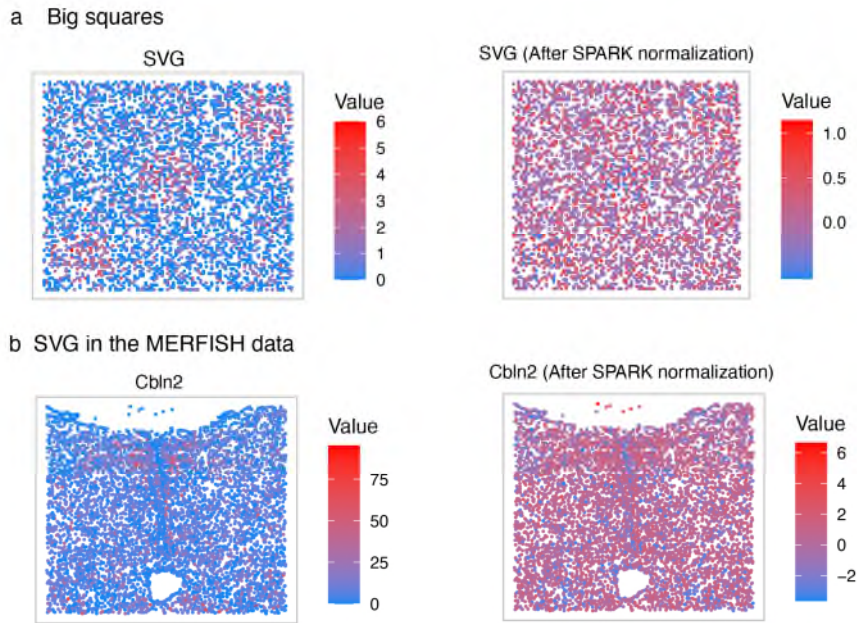 a Big squares
SVG
SVG (After SPARK normalization)
Value
6
5
4
3
2
1
0
Value
1.0
0.5
0.0
b SVG in the MERFISH data
Cbln2
Cbln2 (After SPARK normalization)
Value
75
50
25
0
Value
6
4
2
0
−2